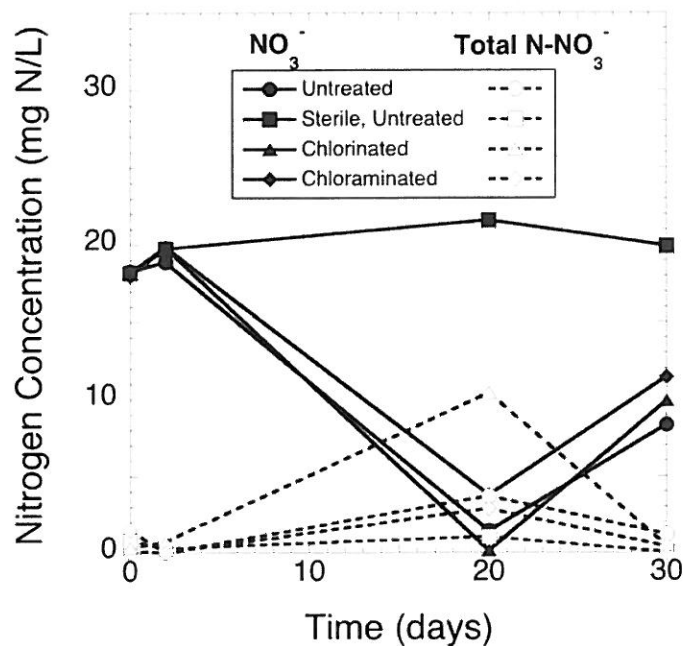 NO₃⁻ Total N-NO₃⁻
Untreated
Sterile, Untreated
Chlorinated
Chloraminated
Nitrogen Concentration (mg N/L)
30
20
10
0
0 10 20 30
Time (days)